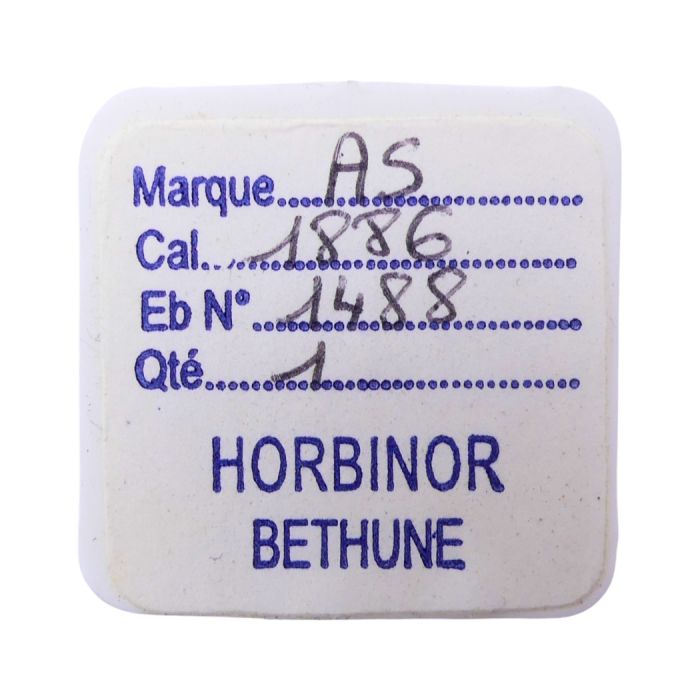 Marque AS
Cal. 1886
Eb N° 1488
Qté 1
HORBINOR
BETHUNE